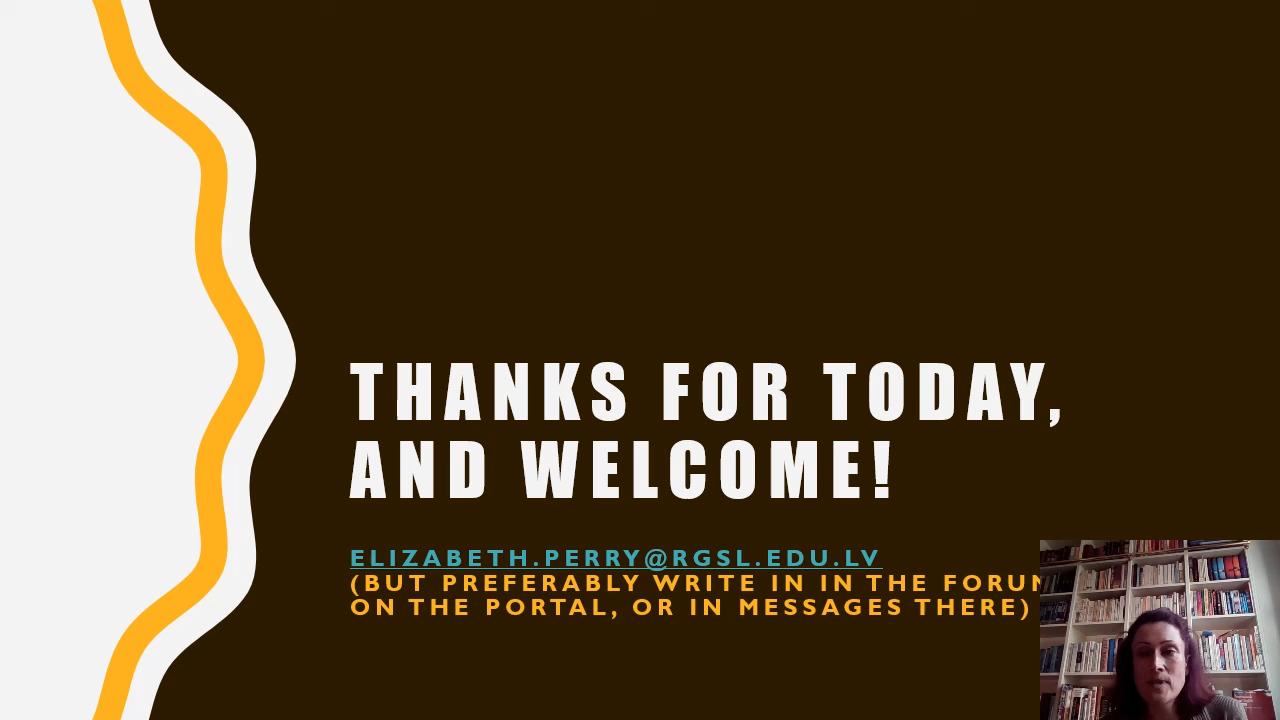 THANKS FOR TODAY,
AND WELCOME!
ELIZABETH.PERRY@RGSL.EDU.LV
(BUT PREFERABLY WRITE IN IN THE
ON THE PORTAL, OR IN MESSAGES THERE)